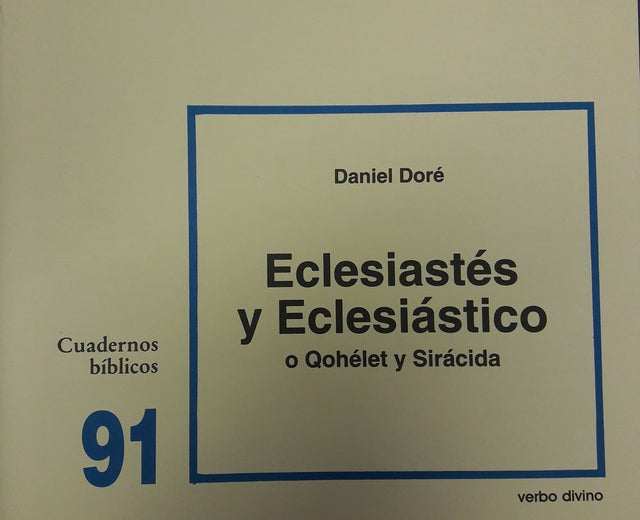 Daniel Doré
Eclesiastés
y Eclesiástico
o Qohélet y Sirácida
Cuadernos
bíblicos
91
verbo divino